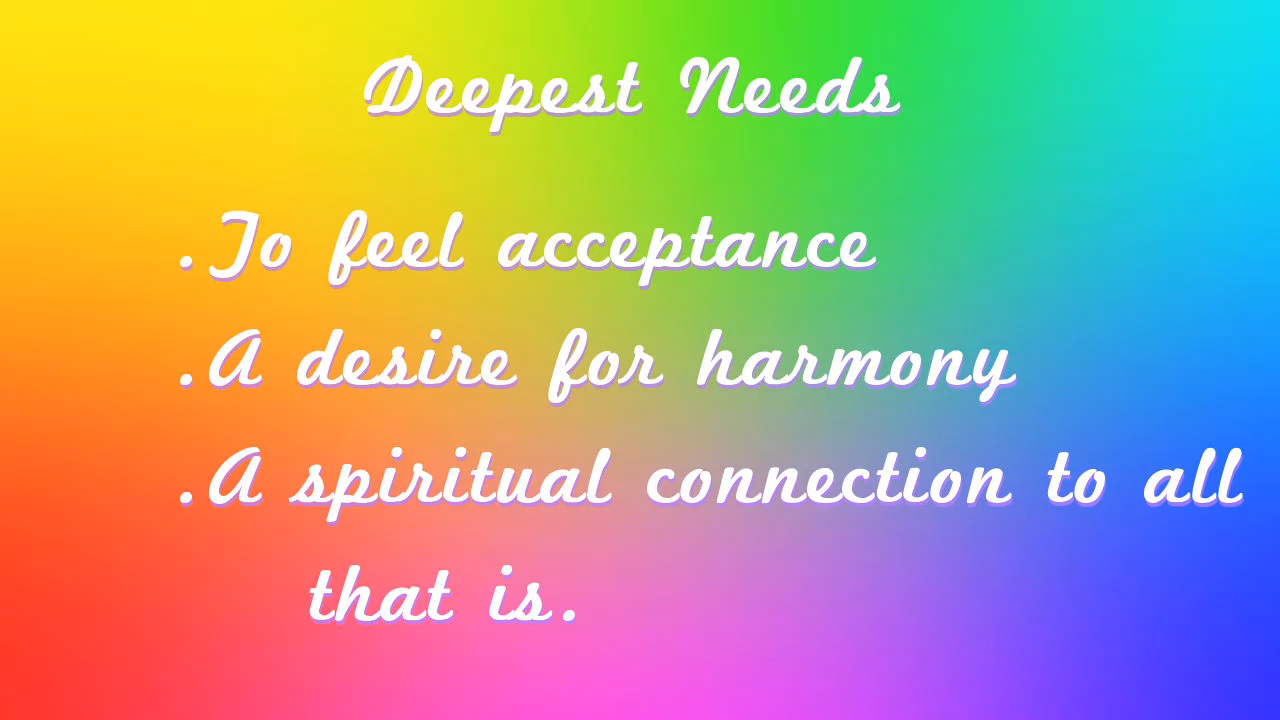 Deepest Needs
.To feel acceptance
.A desire for harmony
.A spiritual connection to all
that is.